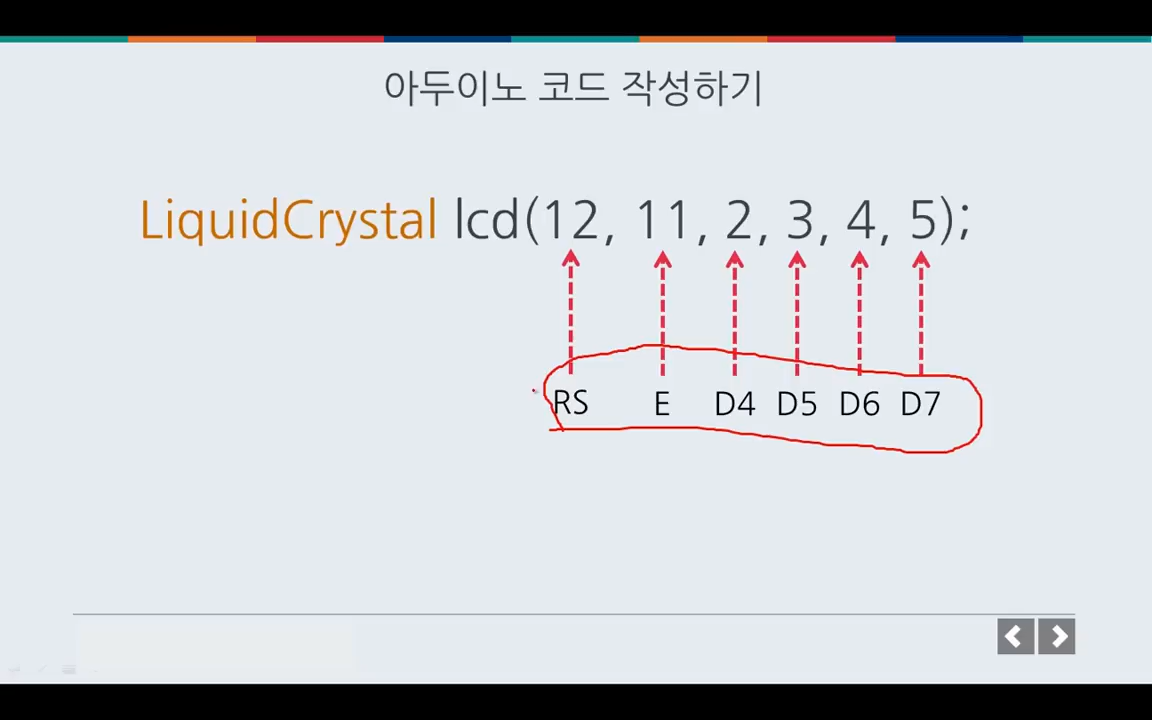 아두이노 코드 작성하기
LiquidCrystal lcd(12, 11, 2, 3, 4, 5);
RS E D4 D5 D6 D7